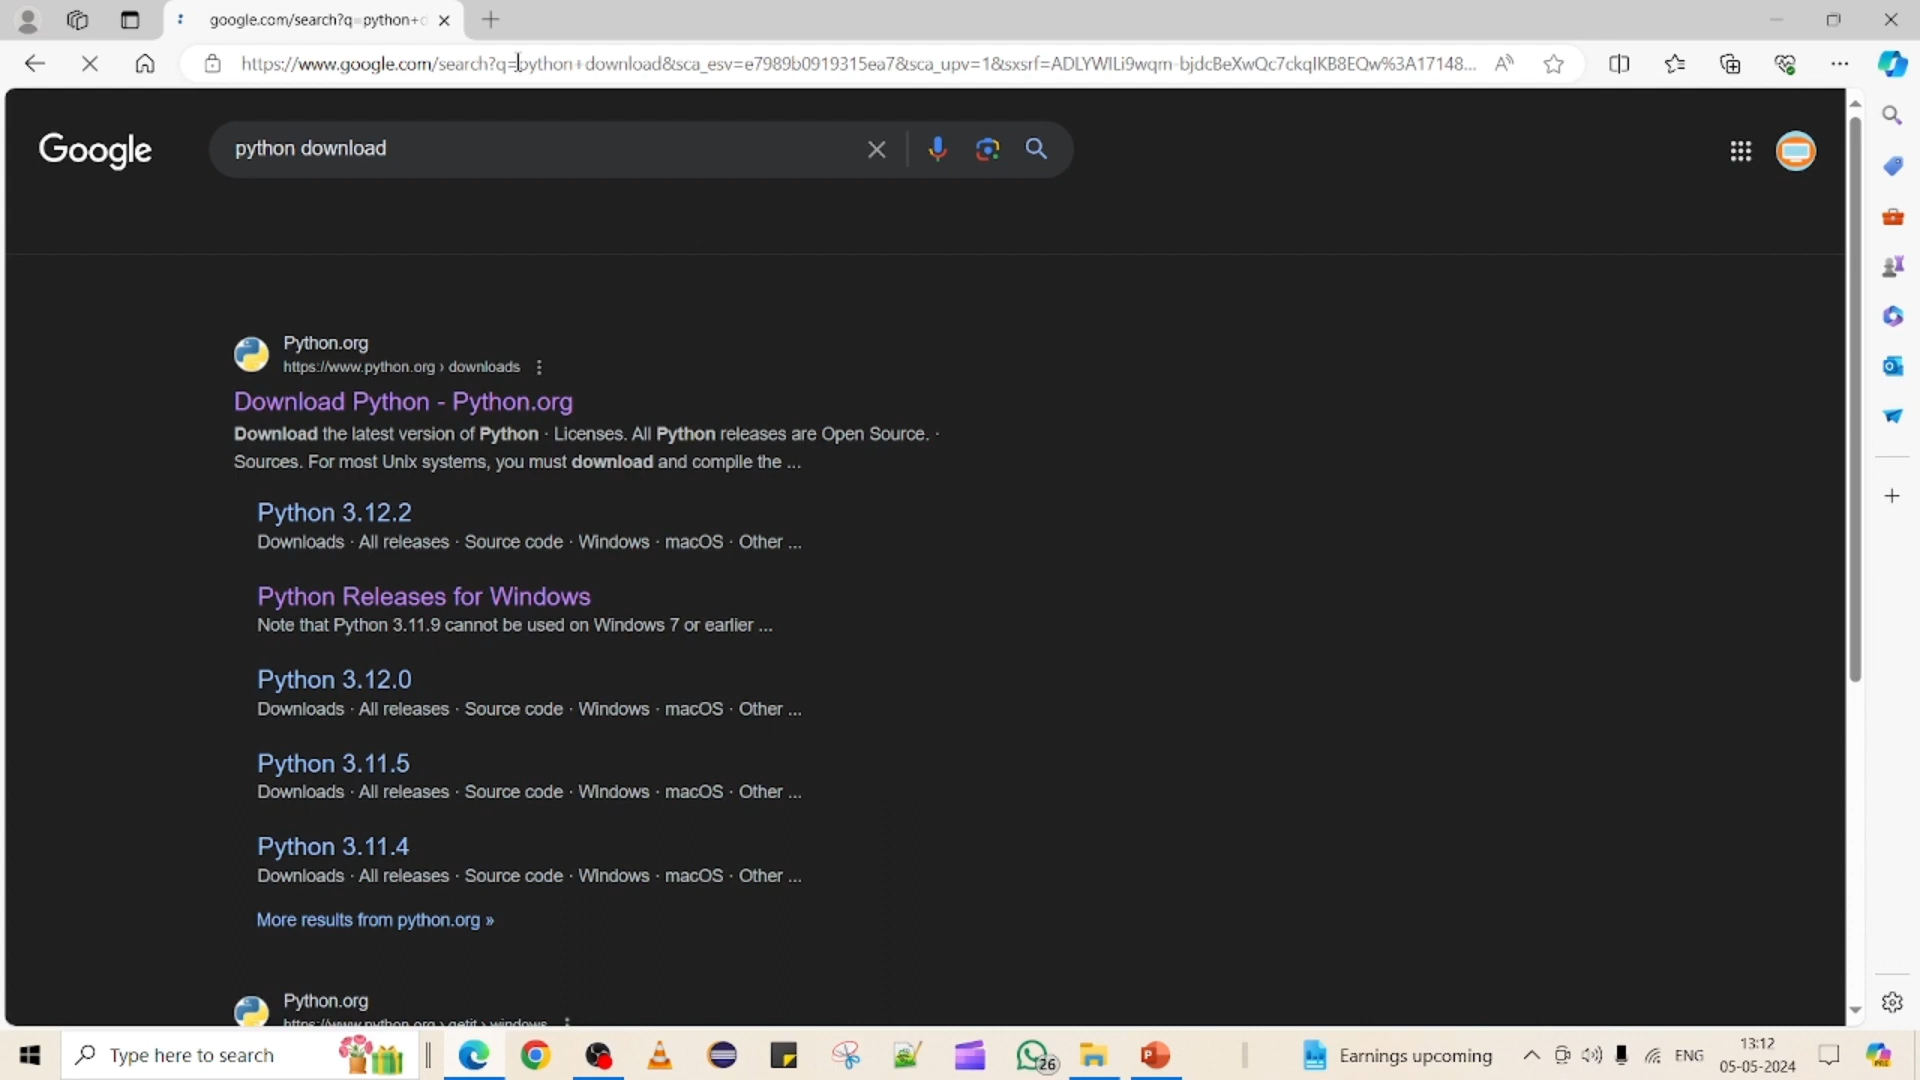 google.com/search?q=python+d
https://www.google.com/search?q=python+download&sca_esv=e7989b0919315ea7&sca_upv=1&sxsrf=ADLYWILi9wqm-bjdcBeXwQc7ckqIKB8EQw%3A17148...
Google
python download
Python.org
https://www.python.org › downloads
Download Python - Python.org
Download the latest version of Python · Licenses. All Python releases are Open Source. ·
Sources. For most Unix systems, you must download and compile the ...
Python 3.12.2
Downloads · All releases · Source code · Windows · macOS · Other ...
Python Releases for Windows
Note that Python 3.11.9 cannot be used on Windows 7 or earlier ...
Python 3.12.0
Downloads · All releases · Source code · Windows · macOS · Other ...
Python 3.11.5
Downloads · All releases · Source code · Windows · macOS · Other ...
Python 3.11.4
Downloads · All releases · Source code · Windows · macOS · Other ...
More results from python.org »
Python.org
https://www.python.org › getit › windows
Type here to search
26
Earnings upcoming
ENG
13:12
05-05-2024